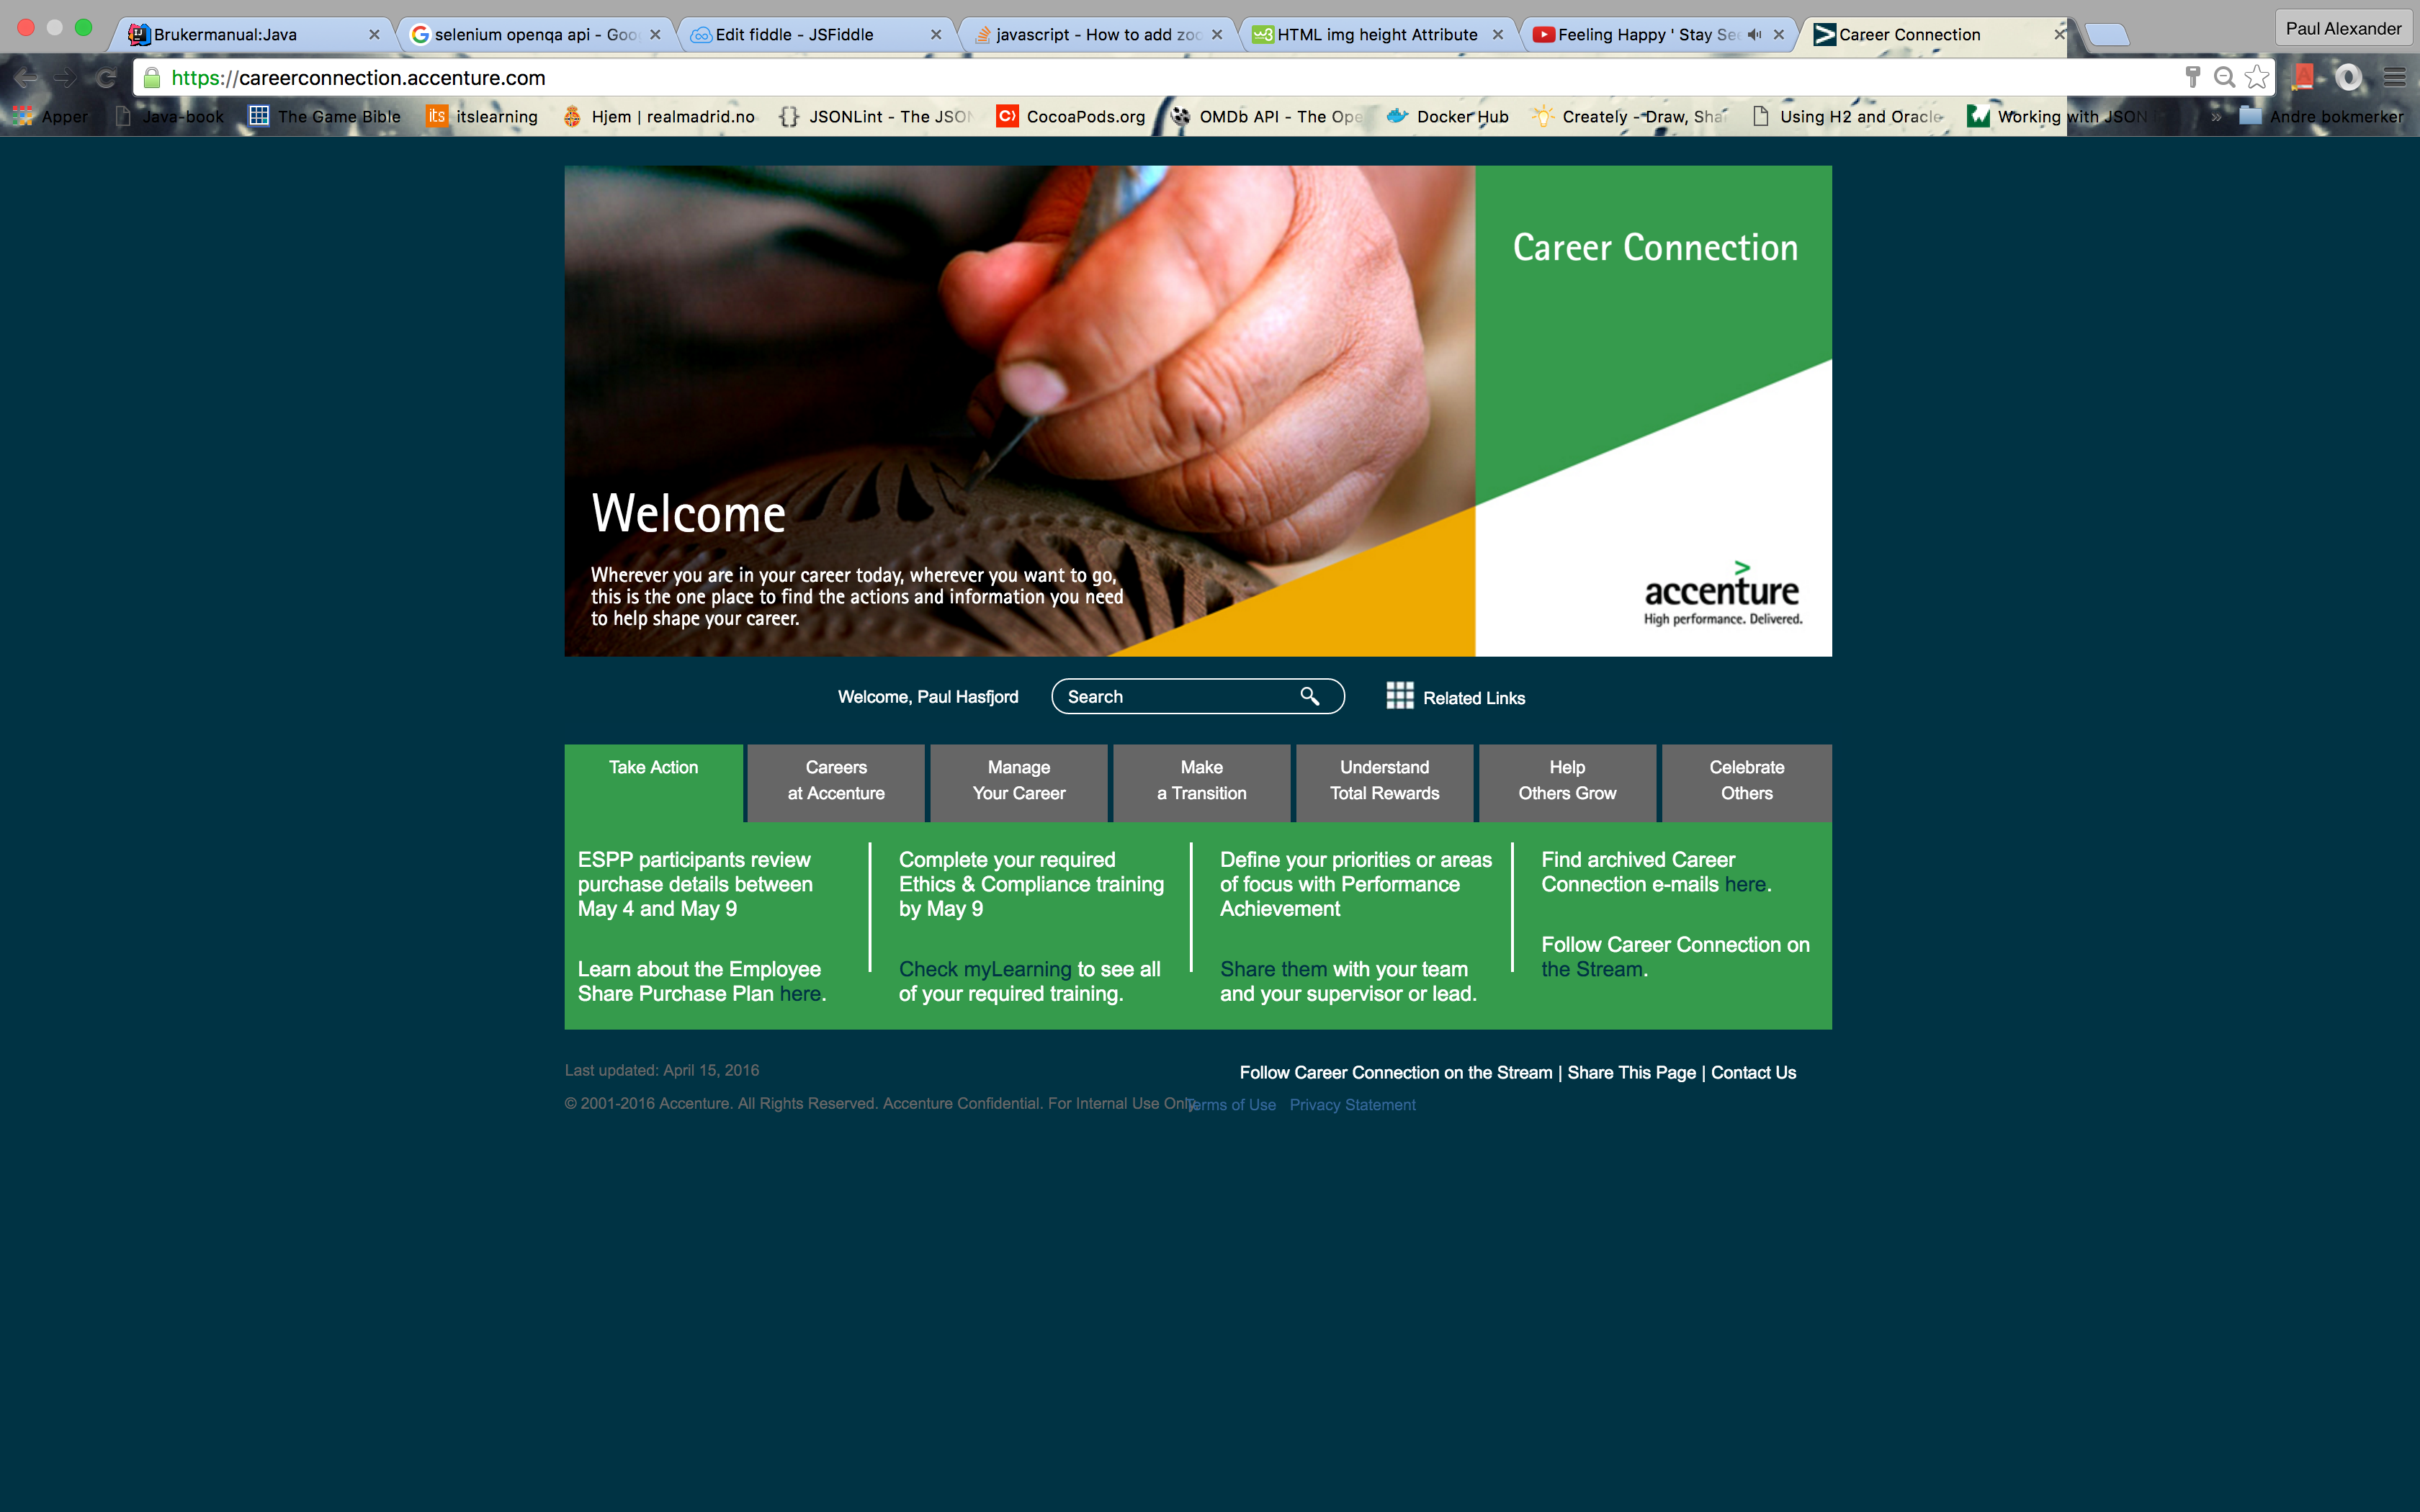 Brukermanual:Java
selenium openqa api - Goo
Edit fiddle - JSFiddle
javascript - How to add zoo
HTML img height Attribute
Feeling Happy ' Stay See
Career Connection
Paul Alexander
https://careerconnection.accenture.com
Apper
Java-book
The Game Bible
its itslearning
Hjem | realmadrid.no
JSONLint - The JSON
CocoaPods.org
OMDb API - The Ope
Docker Hub
Creately - Draw, Shar
Using H2 and Oracle
Working with JSON
»
Andre bokmerker
Career Connection
Welcome
Wherever you are in your career today, wherever you want to go,
this is the one place to find the actions and information you need
to help shape your career.
accenture
High performance. Delivered.
Welcome, Paul Hasfjord
Search
Related Links
Take Action
Careers
at Accenture
Manage
Your Career
Make
a Transition
Understand
Total Rewards
Help
Others Grow
Celebrate
Others
ESPP participants review
purchase details between
May 4 and May 9
Learn about the Employee
Share Purchase Plan here.
Complete your required
Ethics & Compliance training
by May 9
Check myLearning to see all
of your required training.
Define your priorities or areas
of focus with Performance
Achievement
Share them with your team
and your supervisor or lead.
Find archived Career
Connection e-mails here.
Follow Career Connection on
the Stream.
Last updated: April 15, 2016
Follow Career Connection on the Stream | Share This Page | Contact Us
© 2001-2016 Accenture. All Rights Reserved. Accenture Confidential. For Internal Use Only.
Terms of Use Privacy Statement